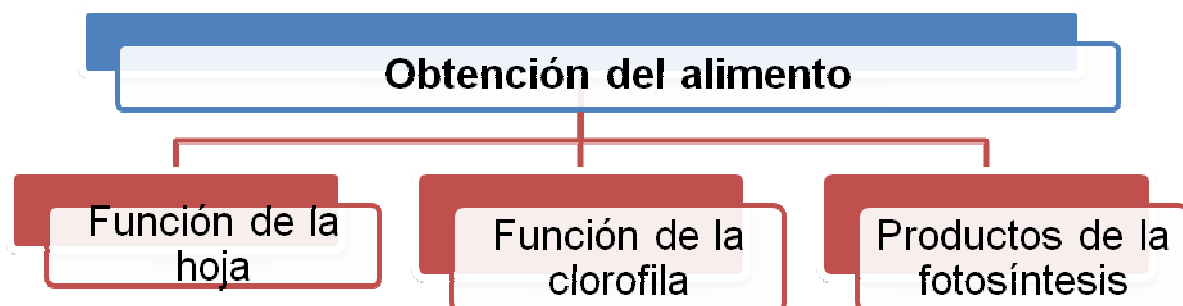 Obtención del alimento
Función de la
hoja
Función de la
clorofila
Productos de la
fotosíntesis